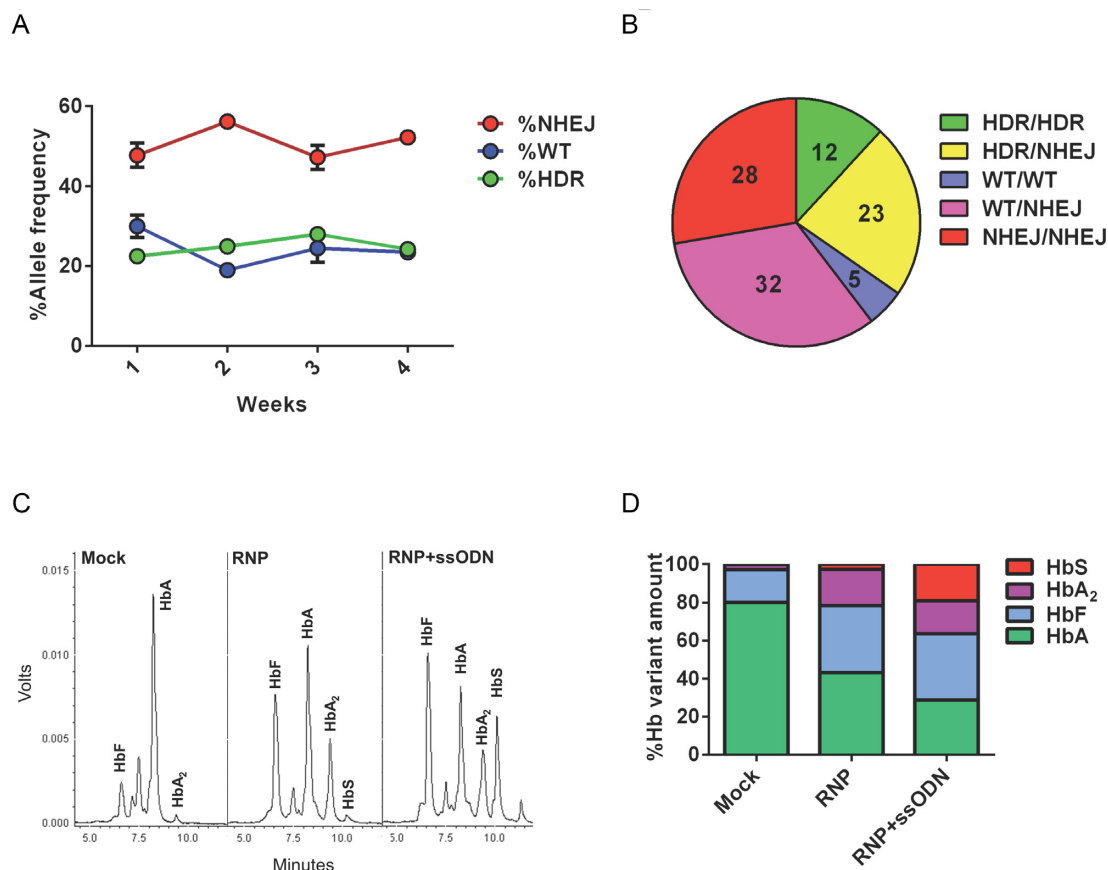 A
60
40
20
0
%Allele frequency
1 2 3 4
Weeks
%NHEJ
%WT
%HDR
B
28
12
23
5
32
HDR/HDR
HDR/NHEJ
WT/WT
WT/NHEJ
NHEJ/NHEJ
C
Mock
RNP
RNP+ssODN
0.015
0.010
0.005
0.000
Volts
HbF
HbA
HbA₂
HbF
HbA
HbA₂
HbS
HbF
HbA
HbA₂
HbS
5.0 7.5 10.0 5.0 7.5 10.0 5.0 7.5 10.0
Minutes
D
100
80
60
40
20
0
%Hb variant amount
Mock
RNP
RNP+ssODN
HbS
HbA₂
HbF
HbA